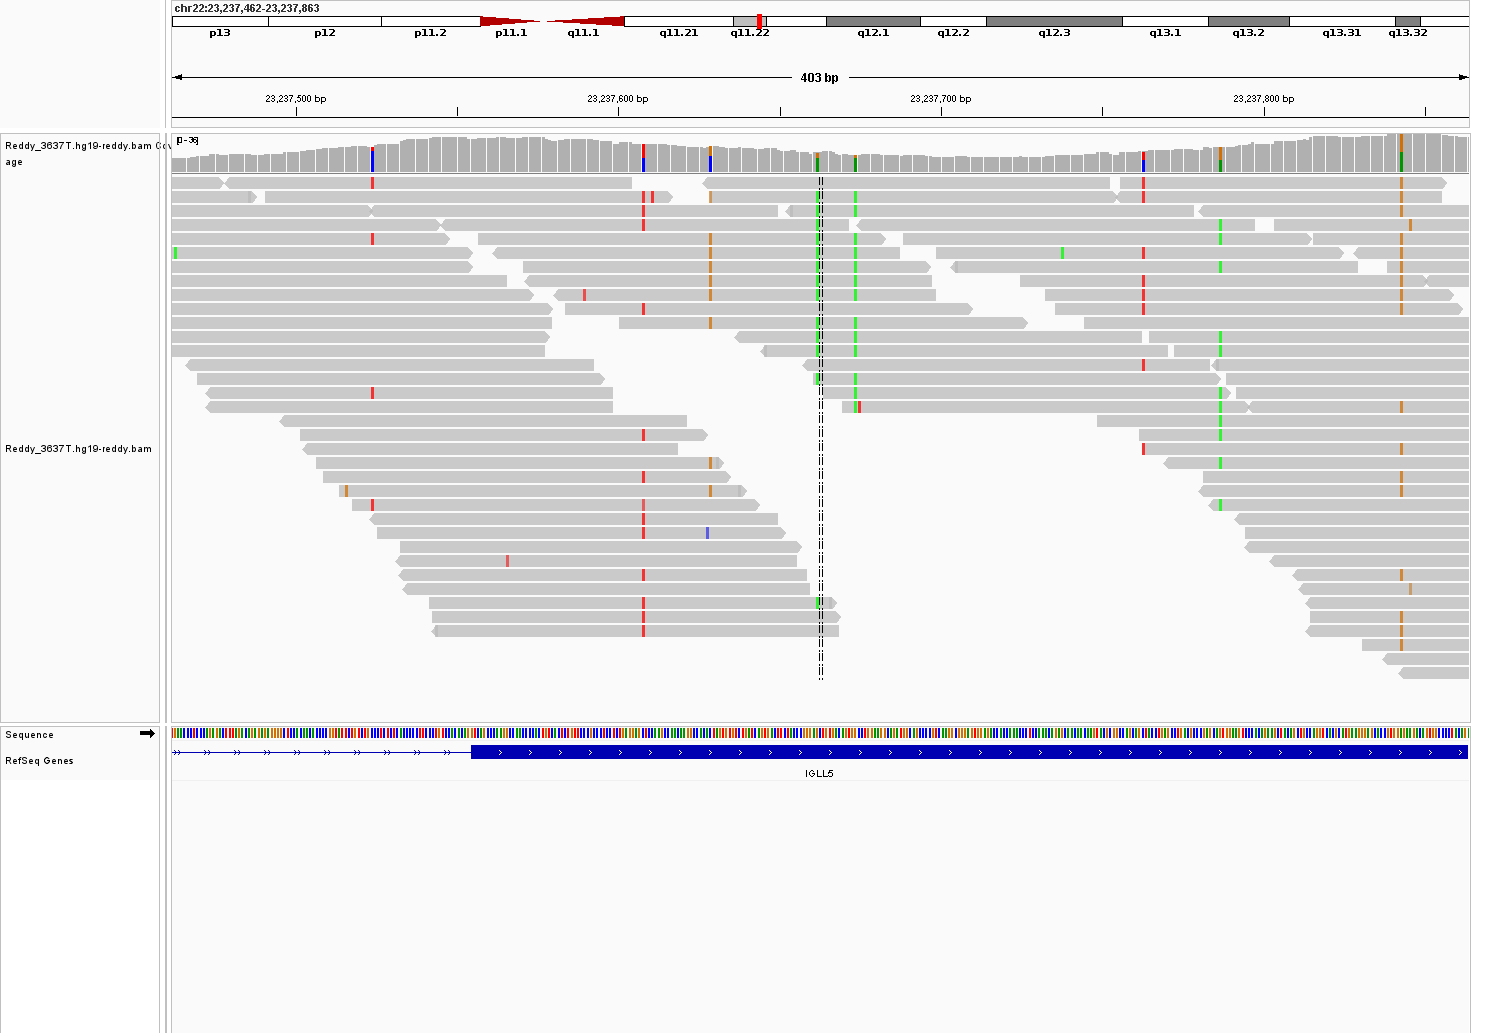 chr22:23,237,462-23,237,863
p13 p12 p11.2 p11.1 q11.1 q11.21 q11.22 q12.1 q12.2 q12.3 q13.1 q13.2 q13.31 q13.32
403 bp
23,237,500 bp 23,237,600 bp 23,237,700 bp 23,237,800 bp
[0-36]
Reddy_3637T.hg19-reddy.bam Cov
age
Reddy_3637T.hg19-reddy.bam
Sequence
RefSeq Genes
IGLL5